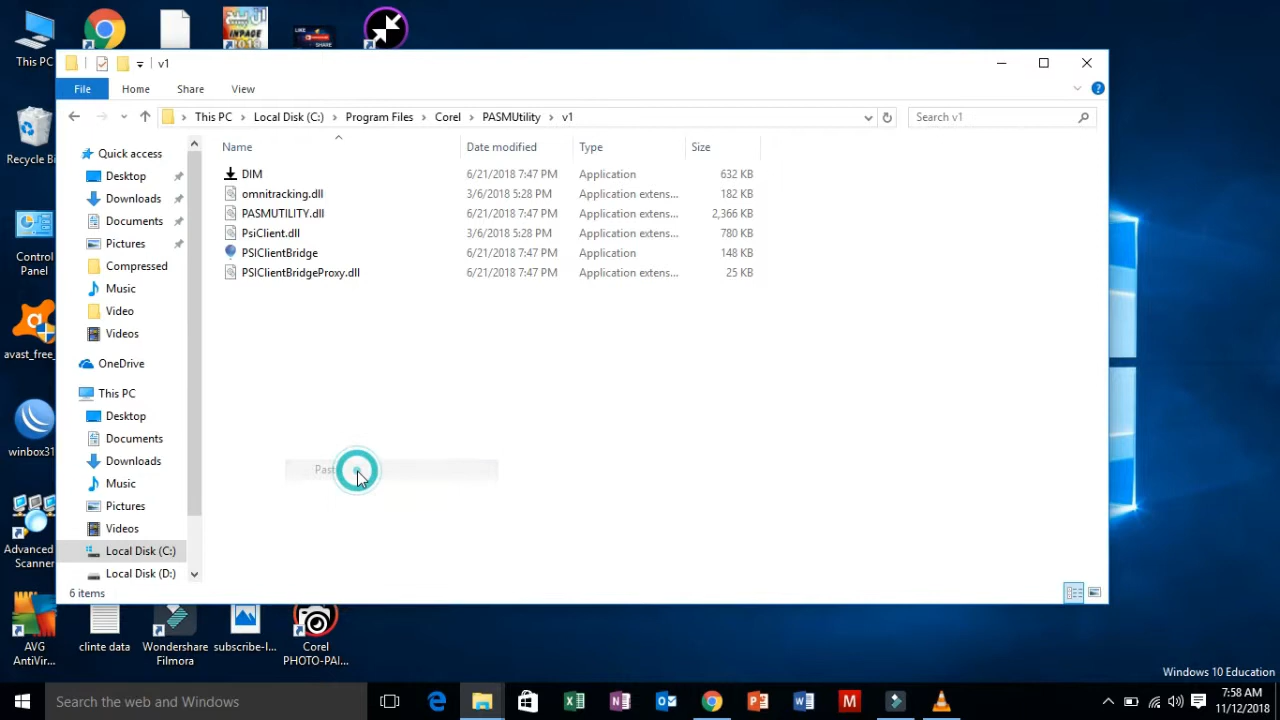 This PC
ان پیج
INPAGE
2018
LIKE
SHARE
v1
File
Home
Share
View
This PC
Local Disk (C:)
Program Files
Corel
PASMUtility
v1
Search v1
Name
Date modified
Type
Size
DIM 6/21/2018 7:47 PM Application 632 KB
omnitracking.dll 3/6/2018 5:28 PM Application extens... 182 KB
PASMUTILITY.dll 6/21/2018 7:47 PM Application extens... 2,366 KB
PsiClient.dll 3/6/2018 5:28 PM Application extens... 780 KB
PSIClientBridge 6/21/2018 7:47 PM Application 148 KB
PSIClientBridgeProxy.dll 6/21/2018 7:47 PM Application extens... 25 KB
Quick access
Desktop
Downloads
Documents
Pictures
Compressed
Music
Video
Videos
OneDrive
This PC
Desktop
Documents
Downloads
Music
Pictures
Videos
Local Disk (C:)
Local Disk (D:)
6 items
Past
Recycle Bi
Control
Panel
avast_free_
winbox31
Advanced
Scanner
AVG
AntiVir...
clinte data
Wondershare
Filmora
subscribe-l...
Corel
PHOTO-PAI...
Windows 10 Education
Search the web and Windows
7:58 AM
11/12/2018